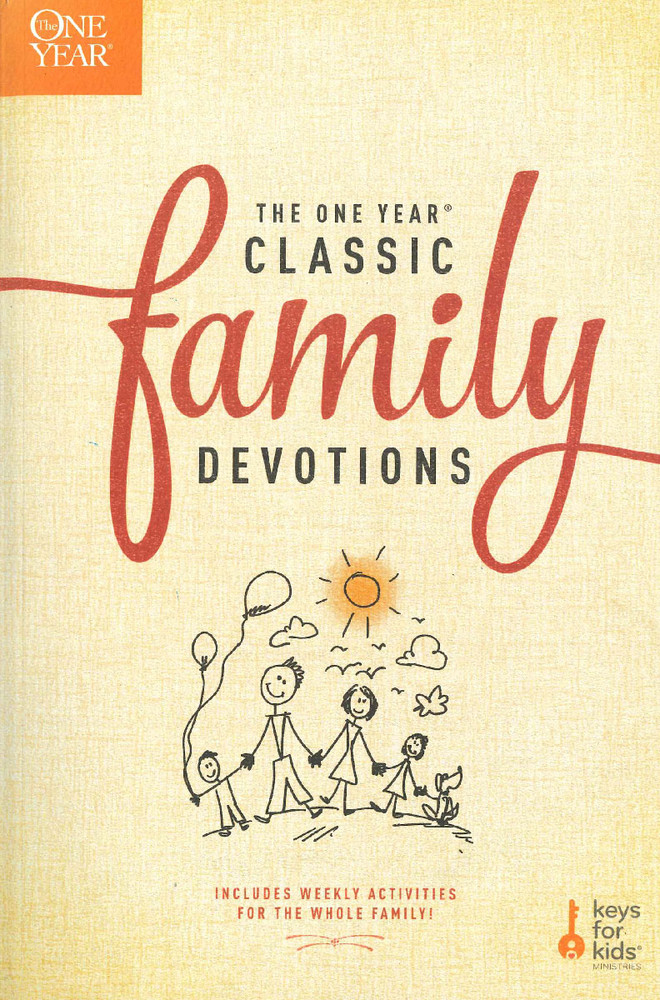 The ONE
YEAR®
THE ONE YEAR®
CLASSIC
family
DEVOTIONS
INCLUDES WEEKLY ACTIVITIES
FOR THE WHOLE FAMILY!
keys
for
kids®
MINISTRIES